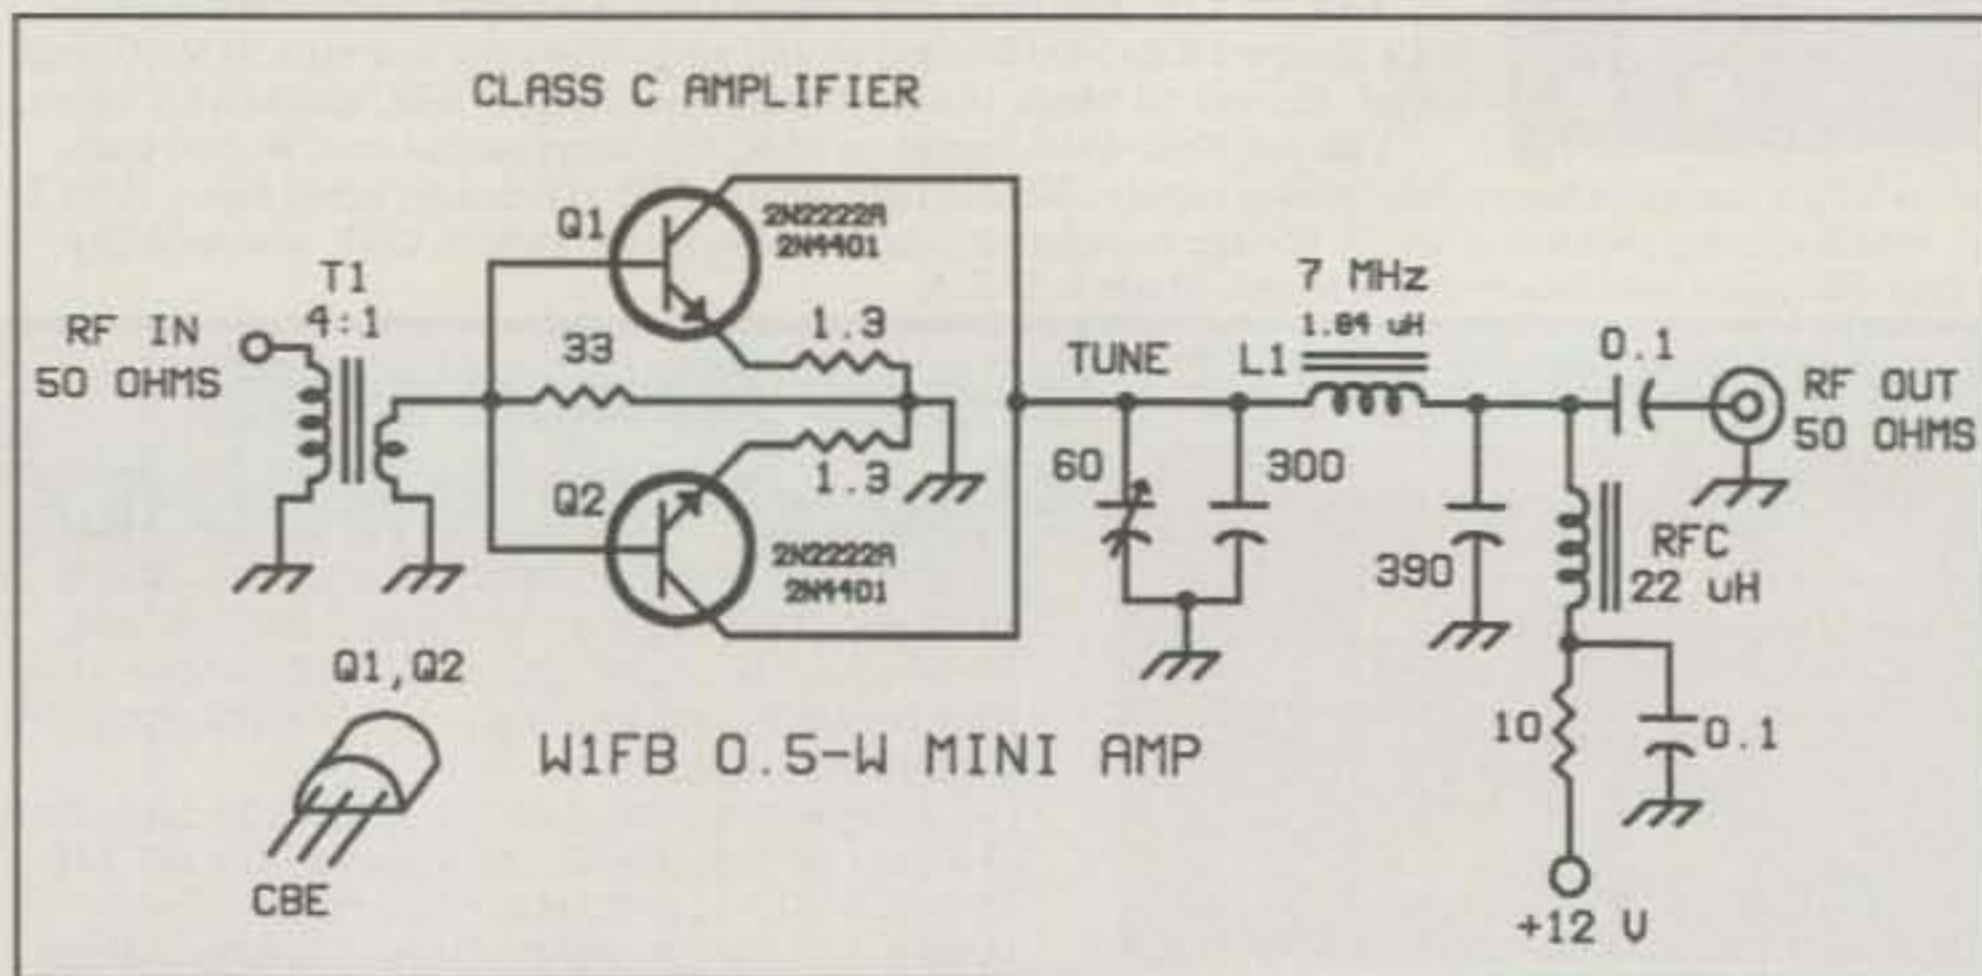 CLASS C AMPLIFIER
Q1
2N2222A
2N4401
T1
4:1
RF IN
50 OHMS
33
1.3
7 MHz
1.84 uH
TUNE
L1
0.1
RF OUT
50 OHMS
60
300
1.3
Q2
2N2222A
2N4401
390
RFC
22 uH
Q1,Q2
10
0.1
W1FB 0.5-W MINI AMP
CBE
+12 V